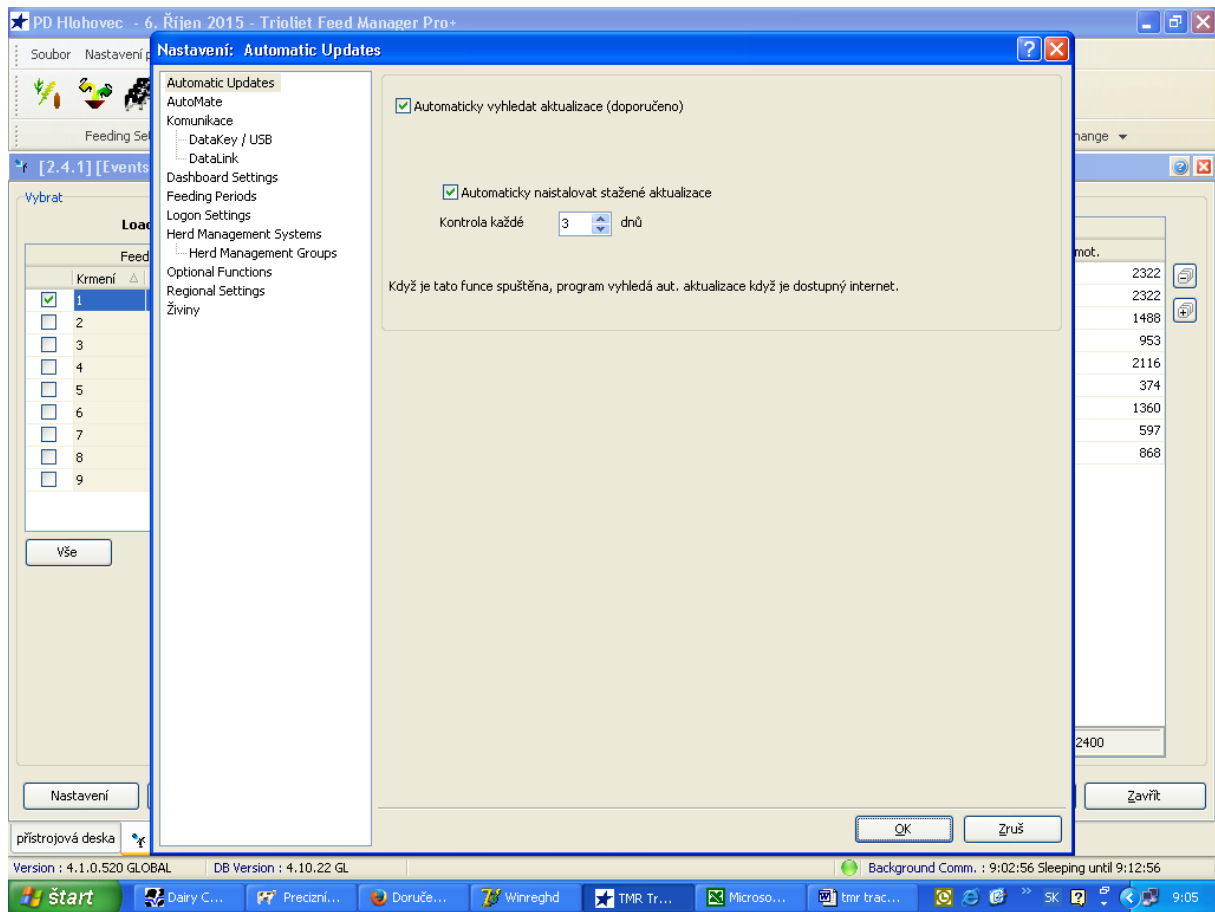 PD Hlohovec - 6. Říjen 2015 - Trioliet Feed Manager Pro+
Soubor Nastavení p
Nastavení: Automatic Updates
Feeding Set
hange
[2.4.1] [Events
Vybrat
Load
Feed
Krmení
1
2
3
4
5
6
7
8
9
Vše
Automatic Updates
AutoMate
Komunikace
DataKey / USB
DataLink
Dashboard Settings
Feeding Periods
Logon Settings
Herd Management Systems
Herd Management Groups
Optional Functions
Regional Settings
Živiny
Automaticky vyhledat aktualizace (doporučeno)
Automaticky naistalovat stažené aktualizace
Kontrola každé 3 dnů
Když je tato funce spuštěna, program vyhledá aut. aktualizace když je dostupný internet.
mot.
2322
2322
1488
953
2116
374
1360
597
868
2400
Nastavení
Zavřít
OK Zruš
přístrojová deska
Version : 4.1.0.520 GLOBAL DB Version : 4.10.22 GL Background Comm. : 9:02:56 Sleeping until 9:12:56
štart Dairy C... Precizní... Doruče... Winreghd TMR Tr... Microso... tmr trac... SK 9:05